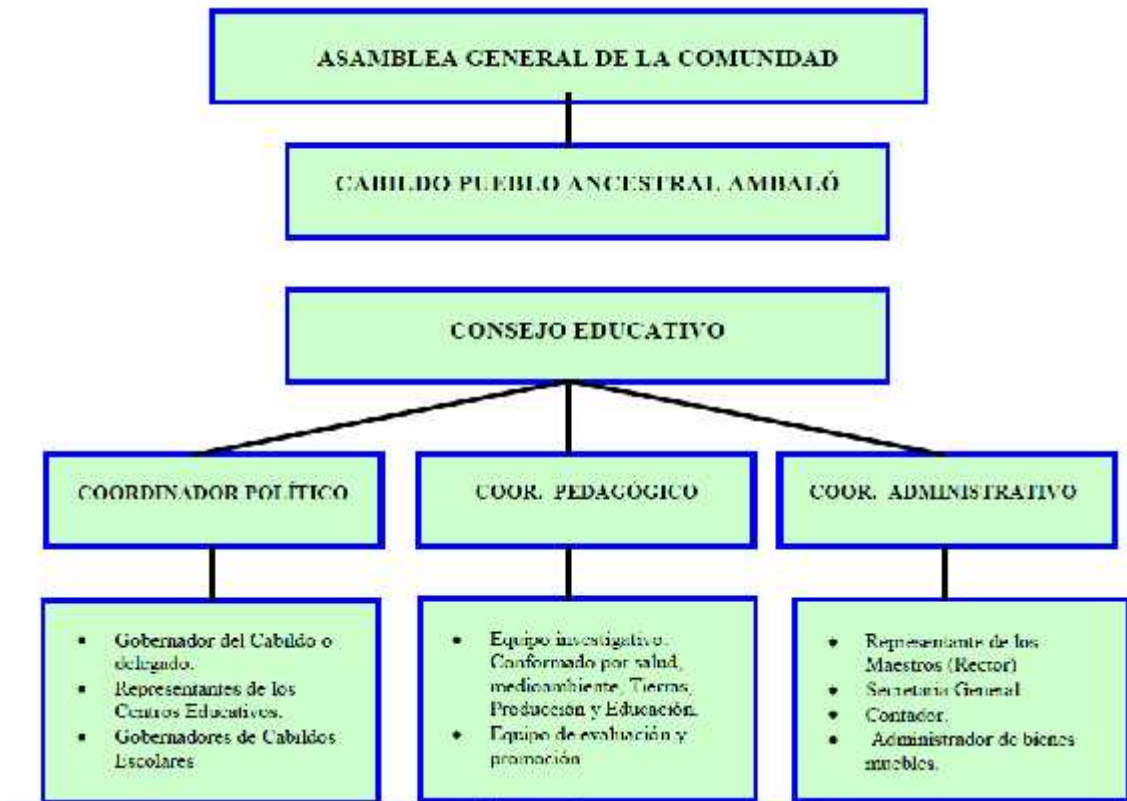 ASAMBLEA GENERAL DE LA COMUNIDAD
CABILDO PUEBLO ANCESTRAL AMBALÓ
CONSEJO EDUCATIVO
COORDINADOR POLÍTICO
COOR. PEDAGÓGICO
COOR. ADMINISTRATIVO
• Gobernador del Cabildo o
delegado.
• Representantes de los
Centros Educativos.
• Gobernadores de Cabildos
Escolares
• Equipo investigativo.
Conformado por salud,
medioambiente, Tierras,
Producción y Educación.
• Equipo de evaluación y
promoción
• Representante de los
Maestros (Rector)
• Secretaria General
• Contador.
• Administrador de bienes
muebles.